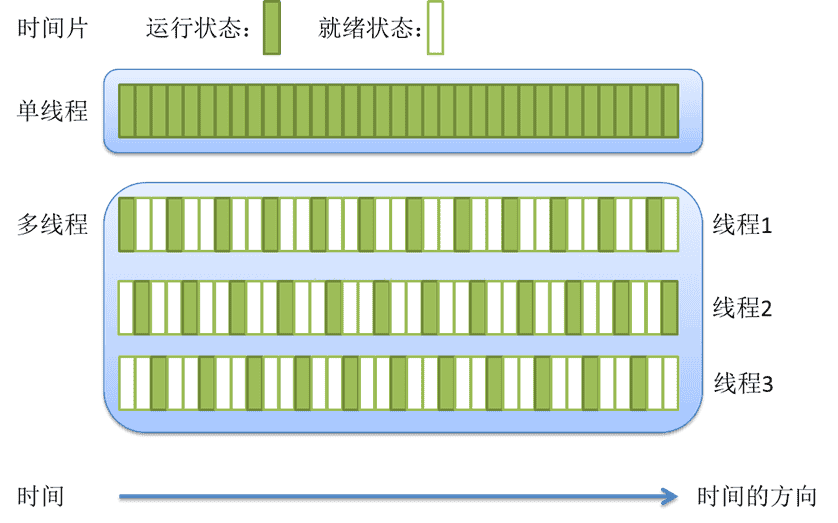 时间片 运行状态： 就绪状态：
单线程
多线程 线程1
线程2
线程3
时间 时间的方向